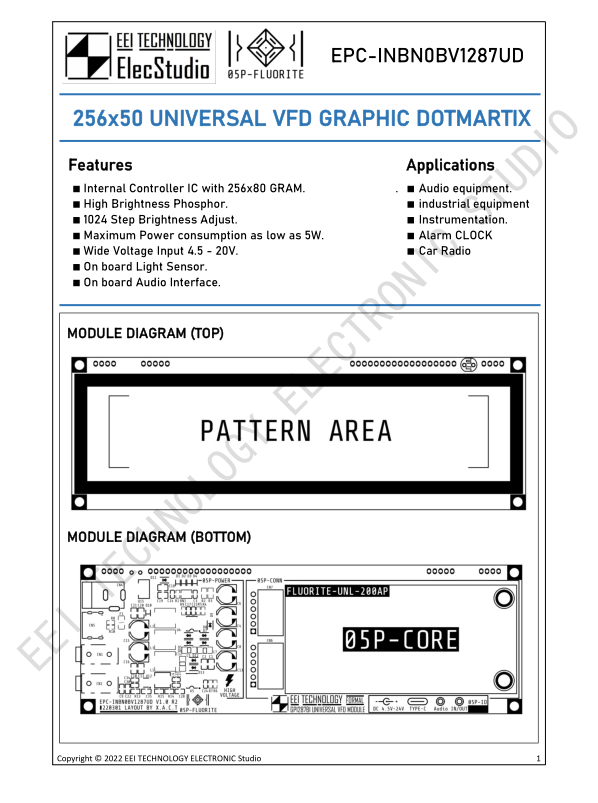 EEI TECHNOLOGY
ElecStudio
05P-FLUORITE
EPC-INBN0BV1287UD
256x50 UNIVERSAL VFD GRAPHIC DOTMARTIX
Features
■ Internal Controller IC with 256x80 GRAM.
■ High Brightness Phosphor.
■ 1024 Step Brightness Adjust.
■ Maximum Power consumption as low as 5W.
■ Wide Voltage Input 4.5 - 20V.
■ On board Light Sensor.
■ On board Audio Interface.
Applications
. ■ Audio equipment.
■ industrial equipment
■ Instrumentation.
■ Alarm CLOCK
■ Car Radio
MODULE DIAGRAM (TOP)
PATTERN AREA
MODULE DIAGRAM (BOTTOM)
05P-POWER
05P-CONN
FLUORITE-UNL-200AP
05P-CORE
HIGH
VOLTAGE
EPC-INBN0BV1287UD V1.0 R2
220301 LAYOUT BY X.A.C.T
05P-FLUORITE
EEI TECHNOLOGY FORMAL
GP1287BI UNIVERSAL VFD MODULE
DC 4.5V-24V TYPE-C Audio IN/OUT 05P-IO
EEI TECHNOLOGY ELECTRONIC STUDIO
Copyright © 2022 EEI TECHNOLOGY ELECTRONIC Studio
1